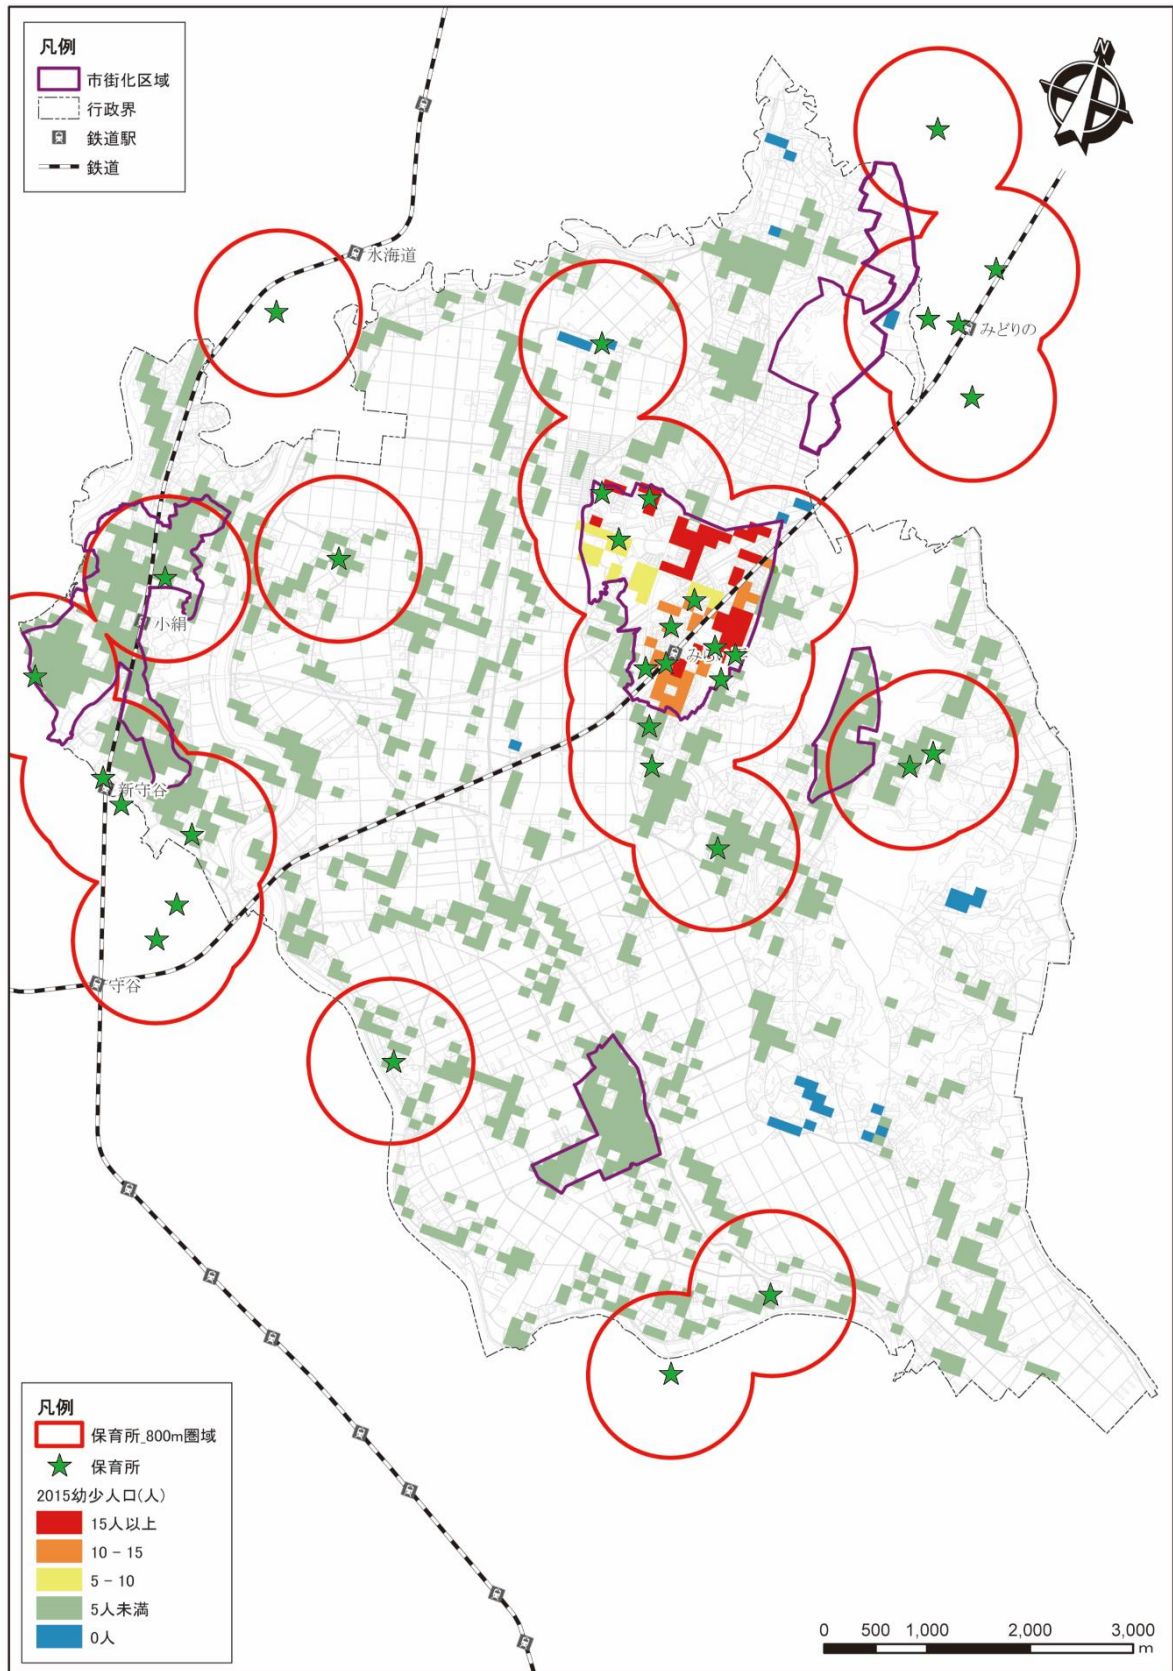 凡例
市街化区域
行政界
鉄道駅
鉄道
N
水海道
みどりの
小絹
新守谷
守谷
凡例
保育所_800m圏域
保育所
2015幼少人口(人)
15人以上
10 - 15
5 - 10
5人未満
0人
0 500 1,000 2,000 3,000
m